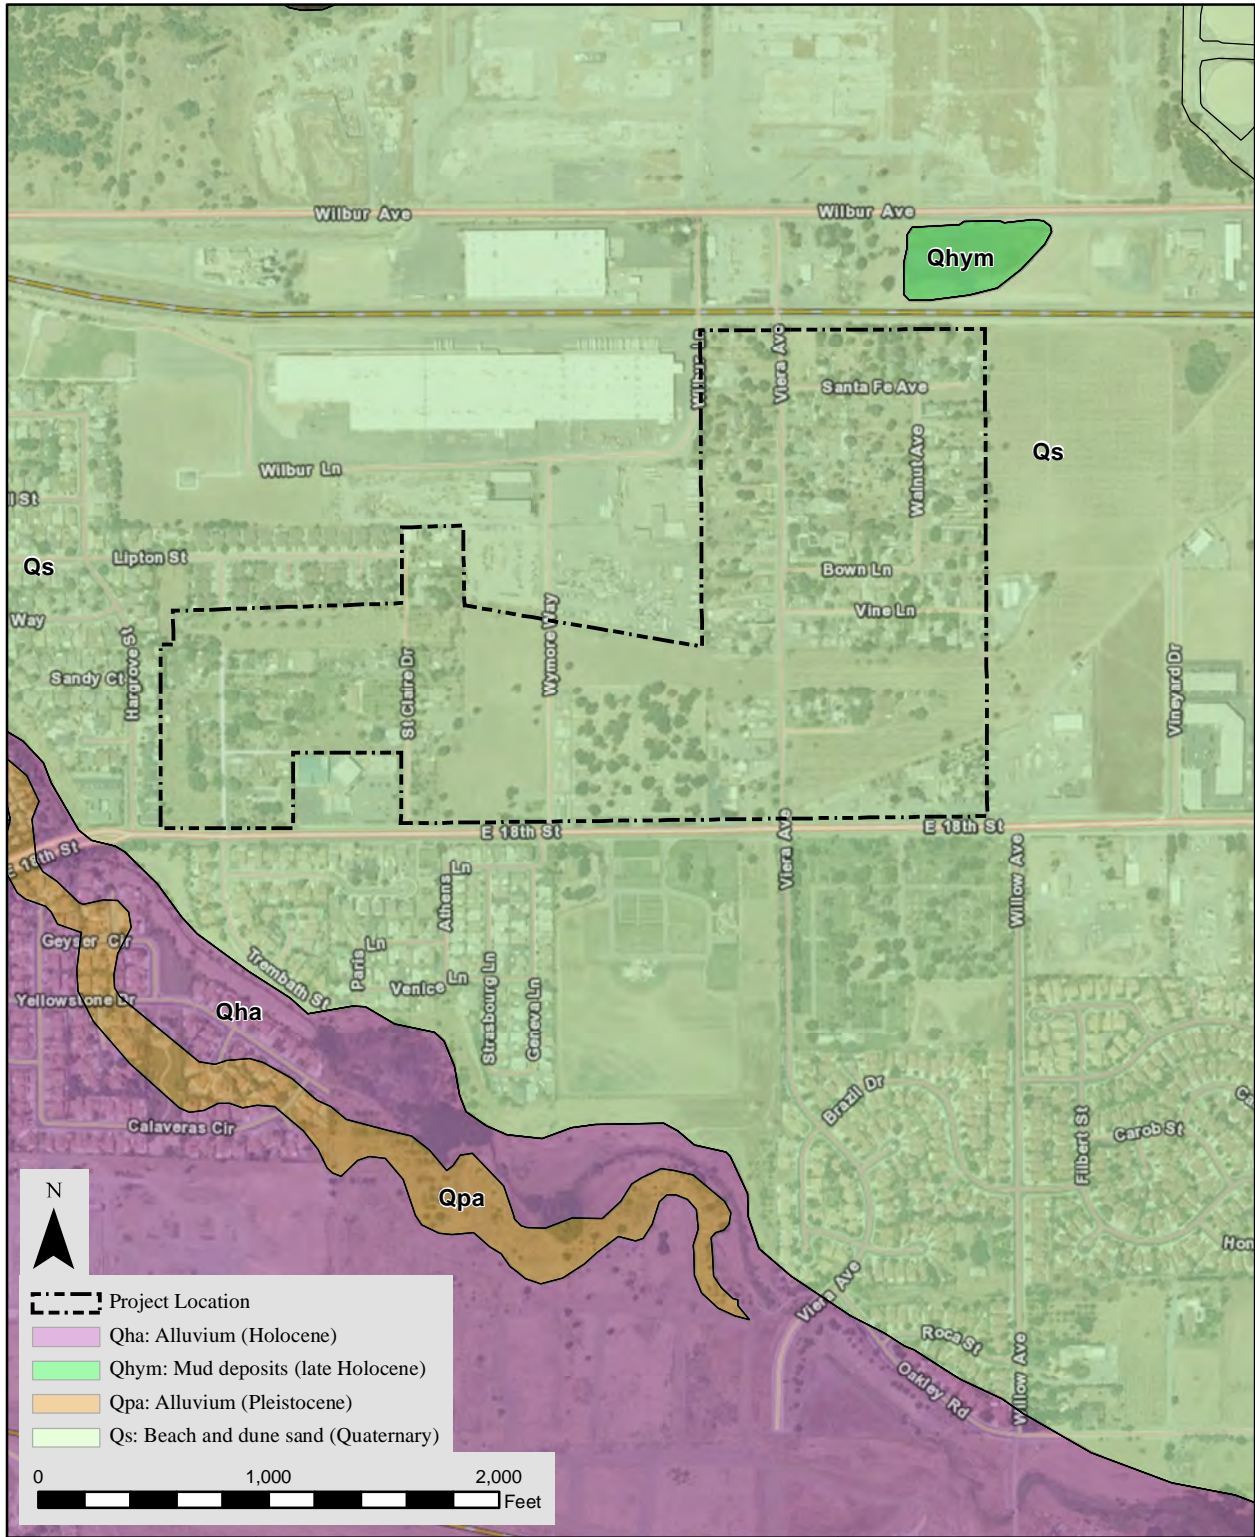 Wilbur Ave
Wilbur Ave
Qhym
Wilbur Ln
Viera Ave
Santa Fe Ave
Walnut Ave
Qs
Wilbur Ln
ll St
Lipton St
Qs
Bown Ln
Vine Ln
Way
Hargrove St
Wymore Way
Sandy Ct
St Claire Dr
Vineyard Dr
E 18th St
E 18th St
Viera Ave
E 18th St
Willow Ave
Athens Ln
Geyser Cir
Paris Ln
Trembath St
Venice Ln
Strasbourg Ln
Geneva Ln
Yellowstone Dr
Qha
Brazil Dr
Ca
Calaveras Cir
Filbert St
Carob St
Qpa
Hon
Viera Ave
Roca St
Oakley Rd
Willow Ave
N
Project Location
Qha: Alluvium (Holocene)
Qhym: Mud deposits (late Holocene)
Qpa: Alluvium (Pleistocene)
Qs: Beach and dune sand (Quaternary)
0 1,000 2,000
Feet